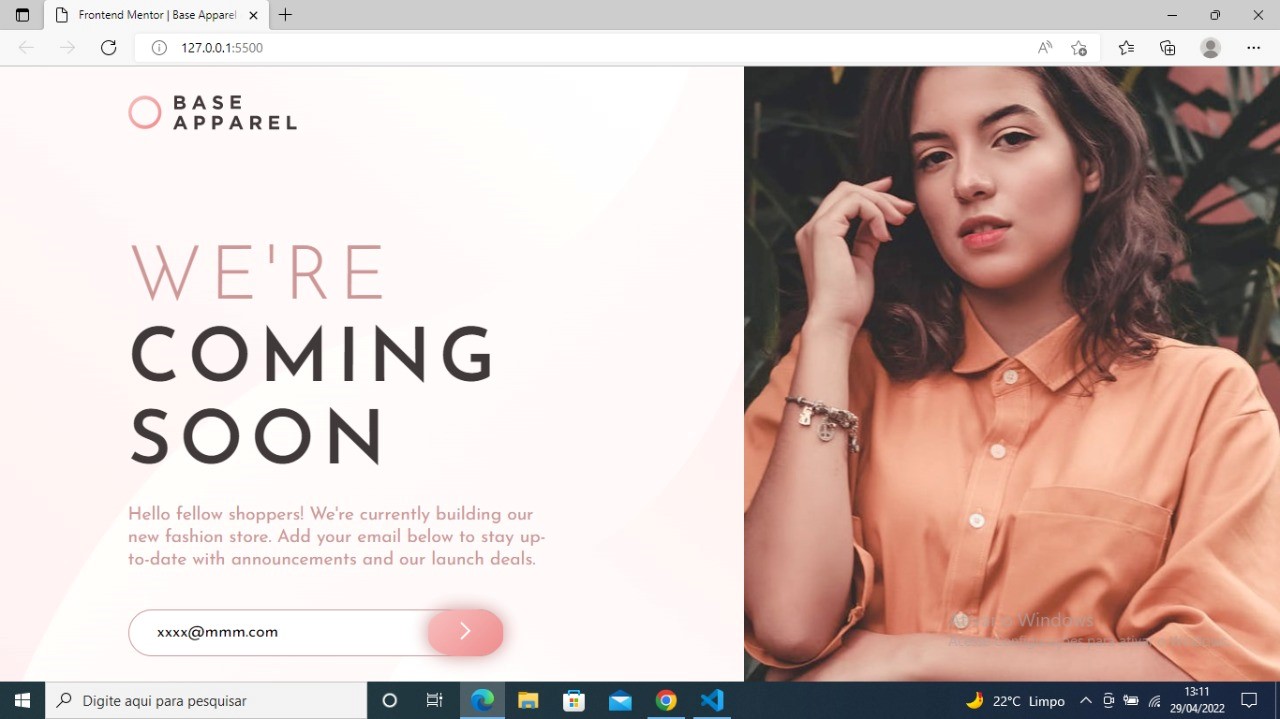 Frontend Mentor | Base Apparel
127.0.0.1:5500
BASE
APPAREL
WE'RE
COMING
SOON
Hello fellow shoppers! We're currently building our
new fashion store. Add your email below to stay up-
to-date with announcements and our launch deals.
xxxx@mmm.com
Windows
Digite aqui para pesquisar
22°C Limpo
13:11
29/04/2022